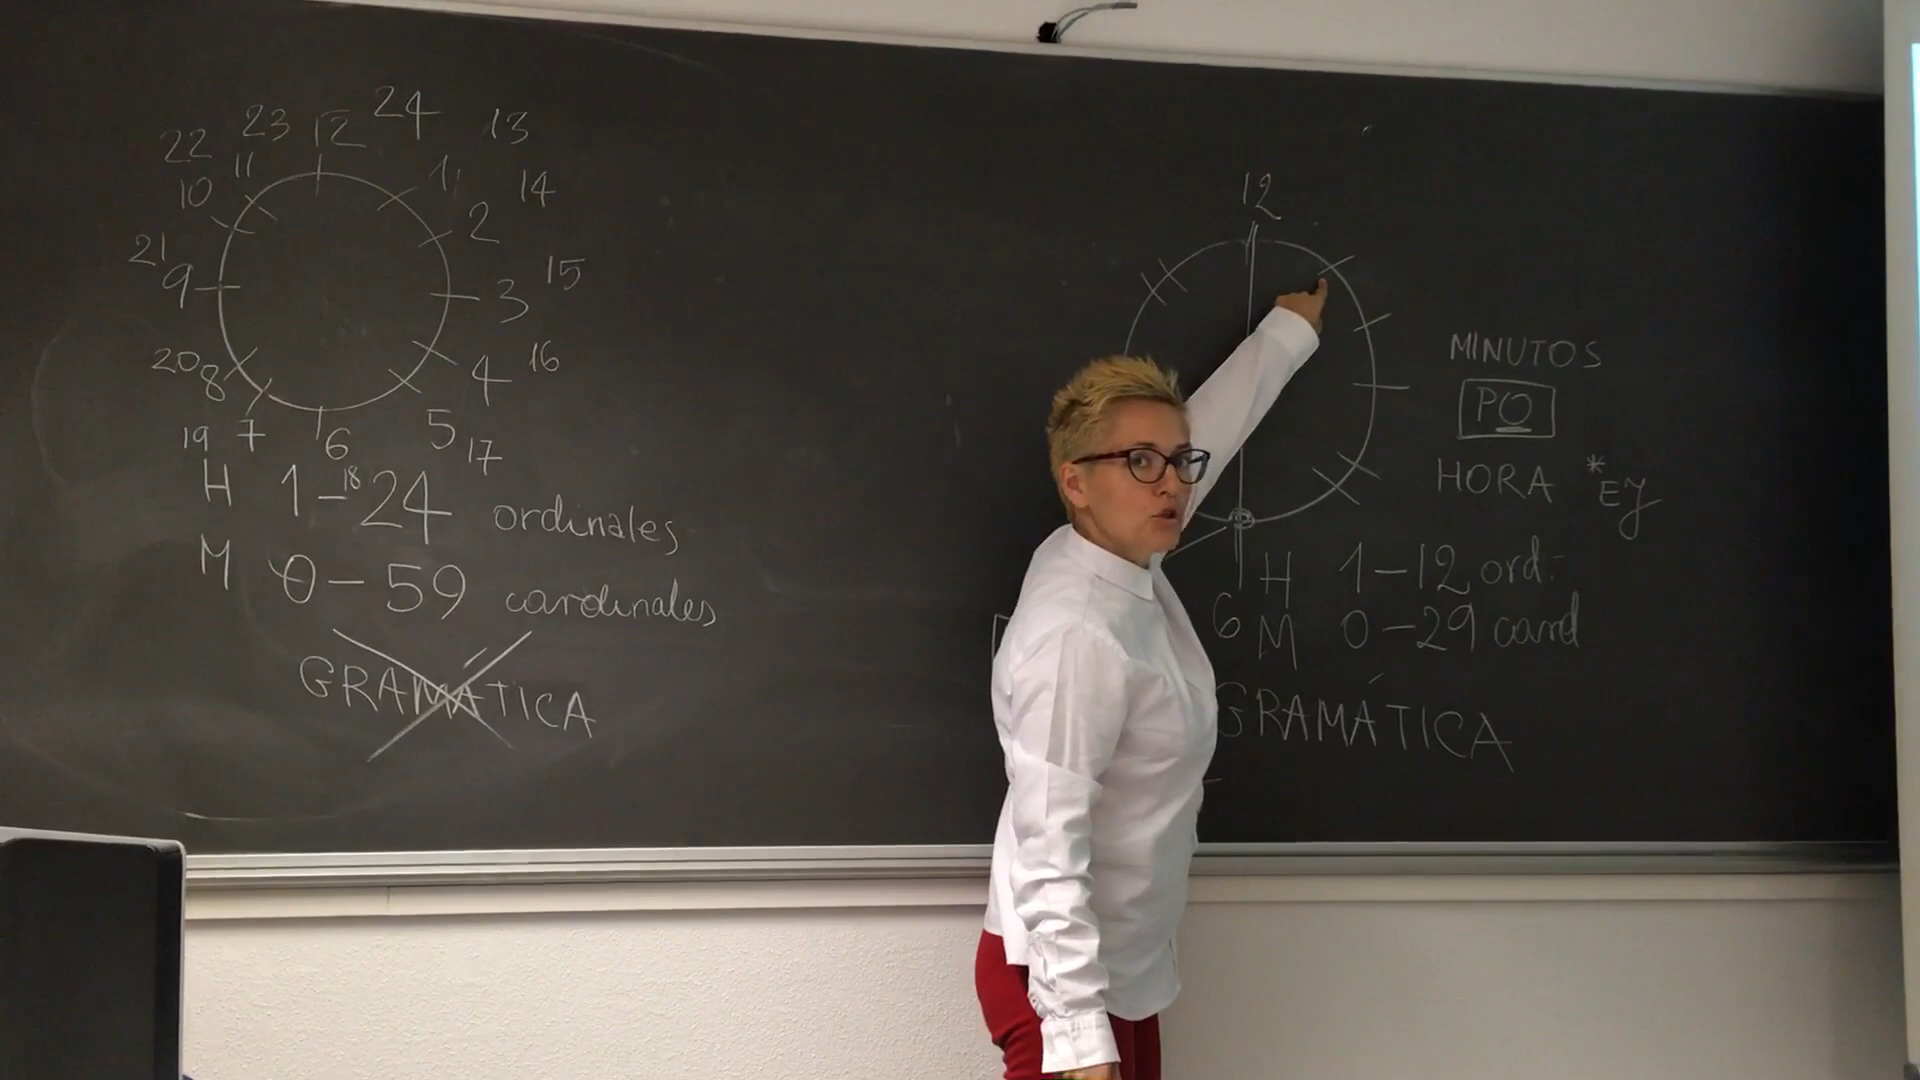 12 24
23 13
22 11 1
10 14
2
21 9 3 15
20 8 4 16
19 7 6 5 17
18
H 1-24 ordinales
M 0-59 cardinales
GRAMÁTICA
12
MINUTOS
PO
HORA *EJ
6
H 1-12 ord.
M 0-29 card
GRAMÁTICA